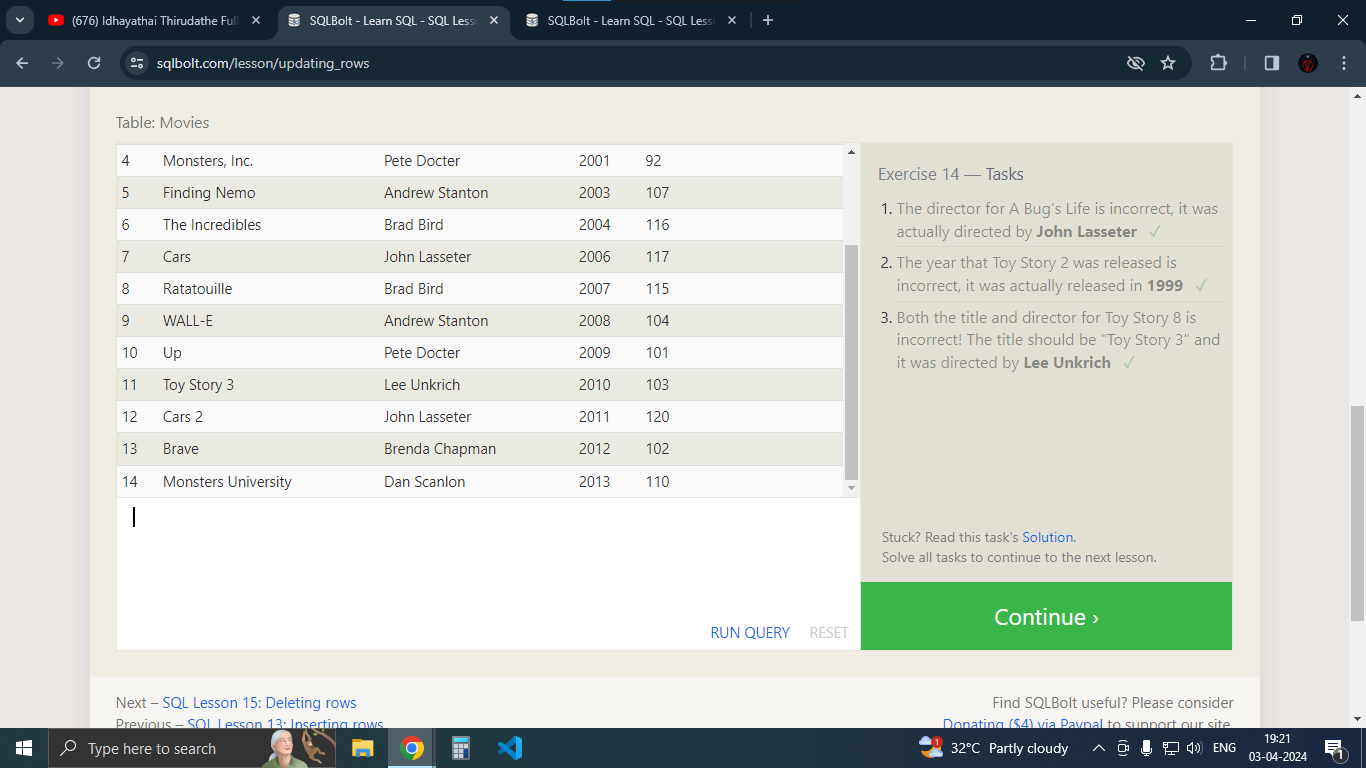 (676) Idhayathai Thirudathe Full
SQLBolt - Learn SQL - SQL Less
SQLBolt - Learn SQL - SQL Less
sqlbolt.com/lesson/updating_rows
Table: Movies
4 Monsters, Inc. Pete Docter 2001 92
5 Finding Nemo Andrew Stanton 2003 107
6 The Incredibles Brad Bird 2004 116
7 Cars John Lasseter 2006 117
8 Ratatouille Brad Bird 2007 115
9 WALL-E Andrew Stanton 2008 104
10 Up Pete Docter 2009 101
11 Toy Story 3 Lee Unkrich 2010 103
12 Cars 2 John Lasseter 2011 120
13 Brave Brenda Chapman 2012 102
14 Monsters University Dan Scanlon 2013 110
RUN QUERY RESET
Exercise 14 — Tasks
1. The director for A Bug's Life is incorrect, it was
actually directed by John Lasseter ✓
2. The year that Toy Story 2 was released is
incorrect, it was actually released in 1999 ✓
3. Both the title and director for Toy Story 8 is
incorrect! The title should be "Toy Story 3" and
it was directed by Lee Unkrich ✓
Stuck? Read this task's Solution.
Solve all tasks to continue to the next lesson.
Continue ›
Next – SQL Lesson 15: Deleting rows
Previous – SQL Lesson 13: Inserting rows
Find SQLBolt useful? Please consider
Donating ($4) via Paypal to support our site.
Type here to search
1
32°C Partly cloudy
ENG
19:21
03-04-2024
1